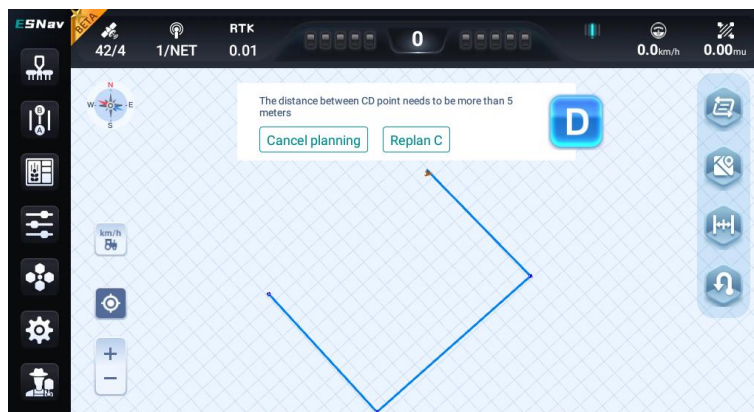 ESNav
BETA
42/4
1/NET
RTK
0.01
0
0.0km/h
0.00mu
N
W
E
S
The distance between CD point needs to be more than 5
meters
Cancel planning
Replan C
D
B
A
km/h
+
−
No